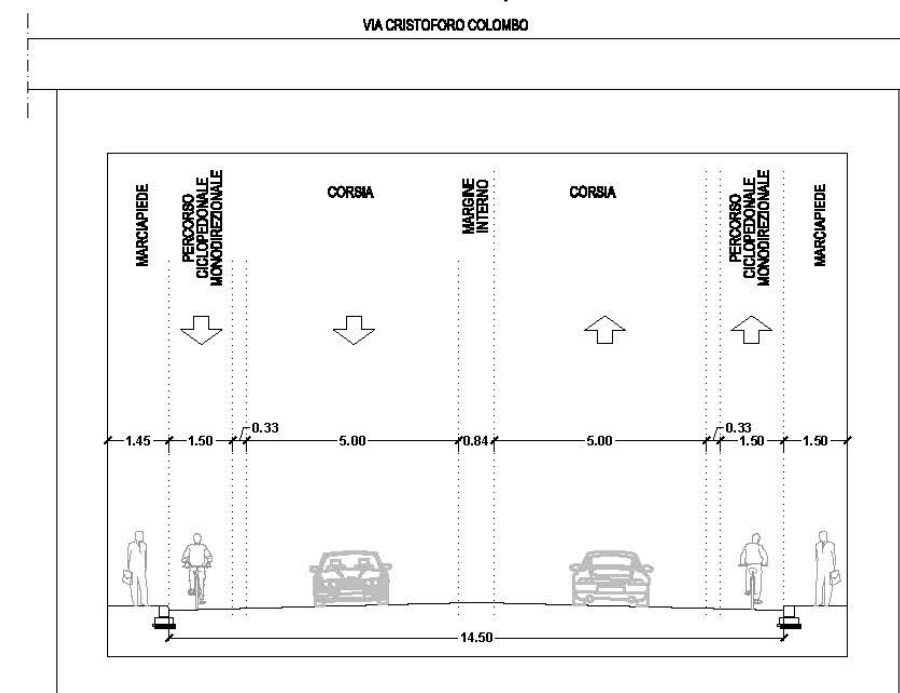 VIA CRISTOFORO COLOMBO
MARCIAPIEDE
PERCORSO
CICLOPEDONALE
MONODIREZIONALE
CORSIA
MARGINE
INTERNO
CORSIA
PERCORSO
CICLOPEDONALE
MONODIREZIONALE
MARCIAPIEDE
1.45
1.50
0.33
5.00
0.84
5.00
0.33
1.50
1.50
14.50